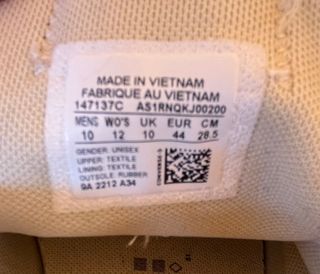 MADE IN VIETNAM
FABRIQUE AU VIETNAM
147137C AS1RNQKJ00200
MENS WO'S UK EUR CM
10 12 10 44 28.5
GENDER: UNISEX
UPPER: TEXTILE
LINING: TEXTILE
OUTSOLE: RUBBER
9A 2212 A34